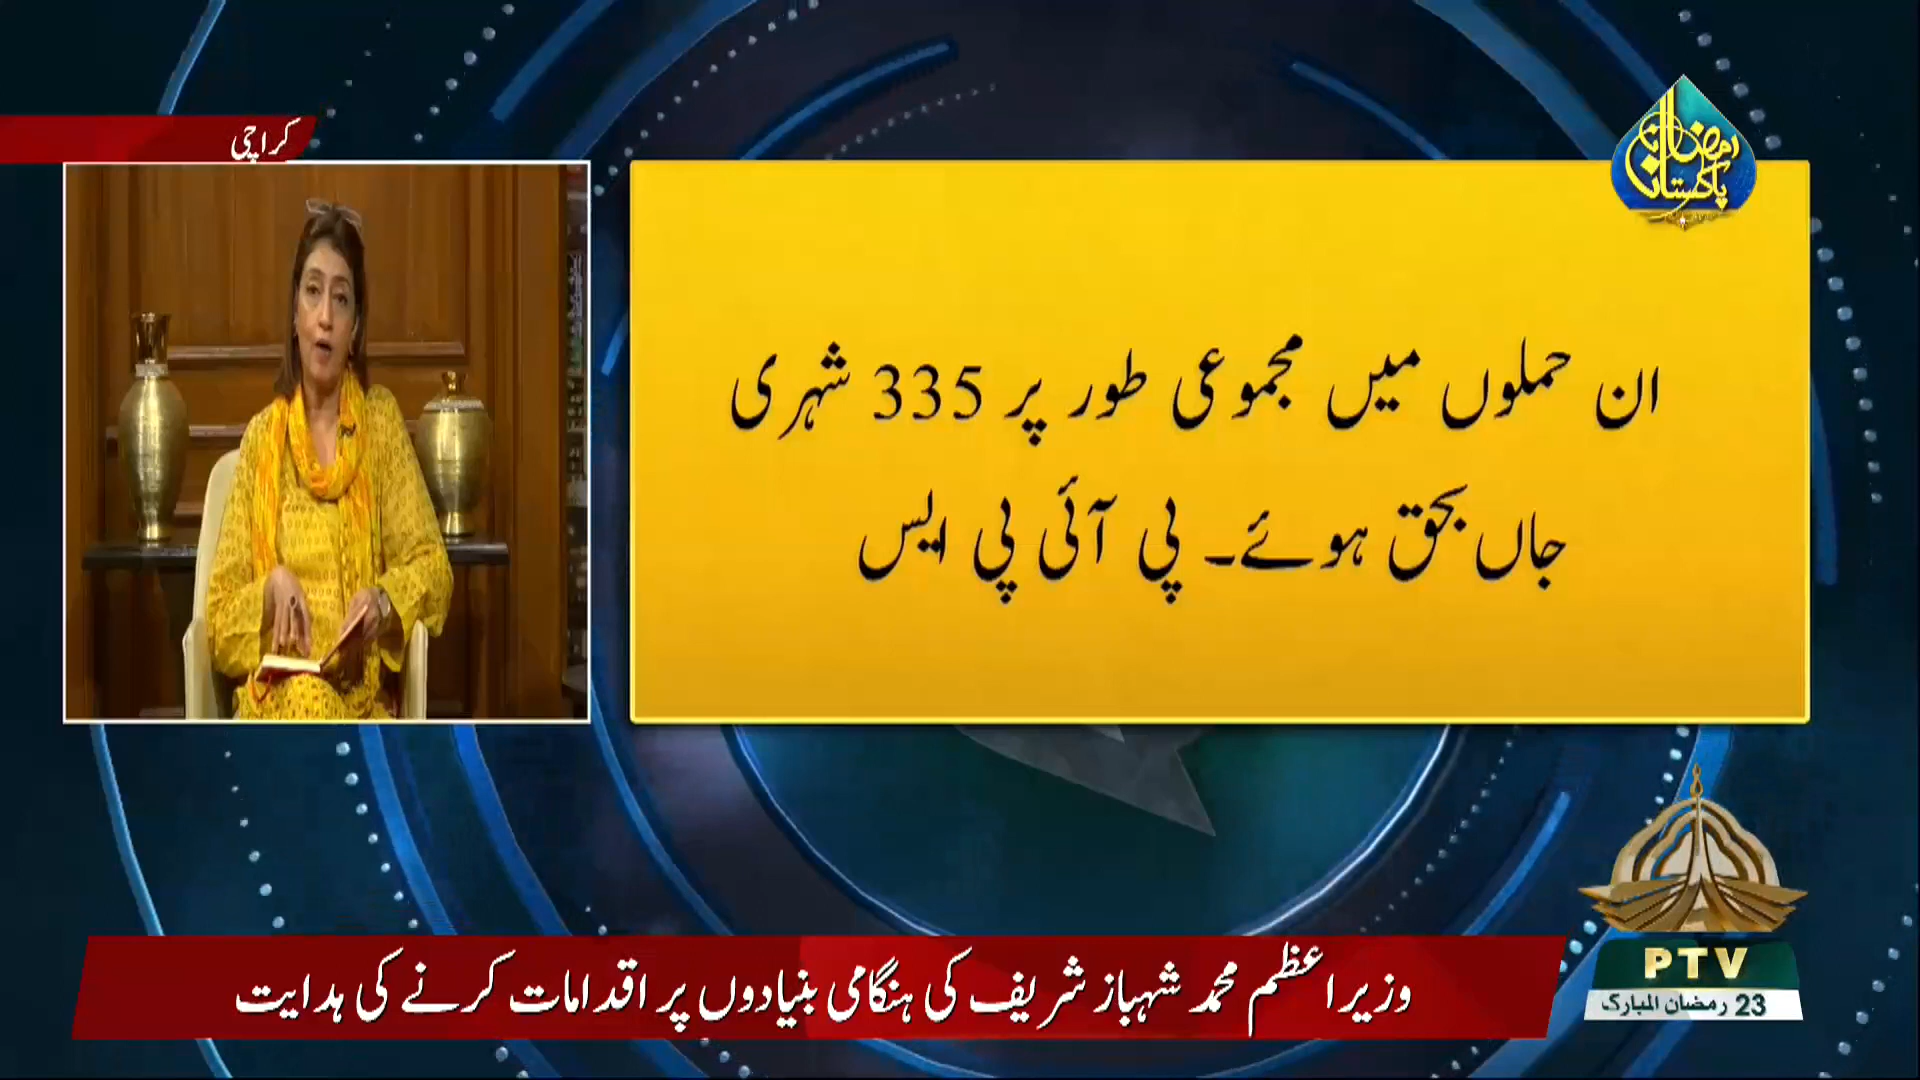 کراچی
رمضان
پاکستان
ان حملوں میں مجموعی طور پر 335 شہری
جاں بحق ہوئے۔ پی آئی پی ایس
وزیراعظم محمد شہباز شریف کی ہنگامی بنیادوں پر اقدامات کرنے کی ہدایت
PTV
23 رمضان المبارک